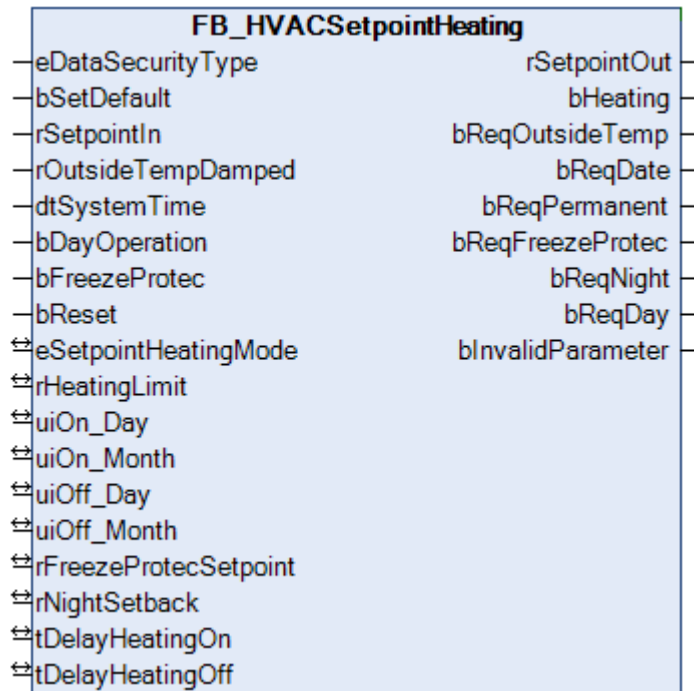 FB_HVACSetpointHeating
eDataSecurityType rSetpointOut
bSetDefault bHeating
rSetpointIn bReqOutsideTemp
rOutsideTempDamped bReqDate
dtSystemTime bReqPermanent
bDayOperation bReqFreezeProtec
bFreezeProtec bReqNight
bReset bReqDay
eSetpointHeatingMode bInvalidParameter
rHeatingLimit
uiOn_Day
uiOn_Month
uiOff_Day
uiOff_Month
rFreezeProtecSetpoint
rNightSetback
tDelayHeatingOn
tDelayHeatingOff